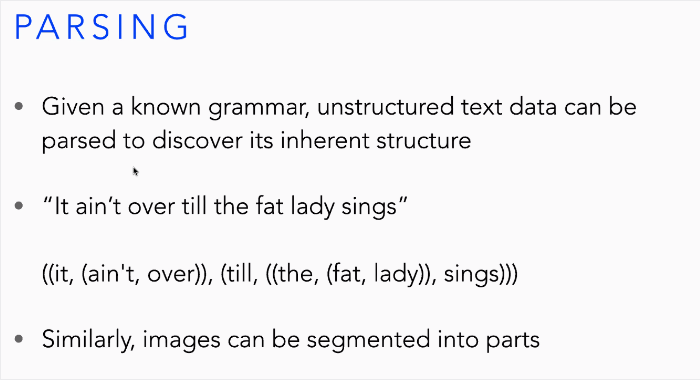 PARSING
• Given a known grammar, unstructured text data can be
parsed to discover its inherent structure
• “It ain’t over till the fat lady sings”
((it, (ain't, over)), (till, ((the, (fat, lady)), sings)))
• Similarly, images can be segmented into parts